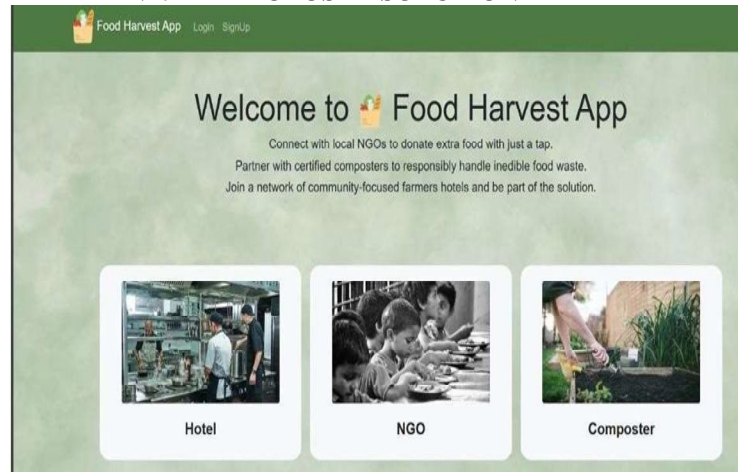 Food Harvest App Login SignUp
Welcome to Food Harvest App
Connect with local NGOs to donate extra food with just a tap.
Partner with certified composters to responsibly handle inedible food waste.
Join a network of community-focused farmers hotels and be part of the solution.
Hotel NGO Composter